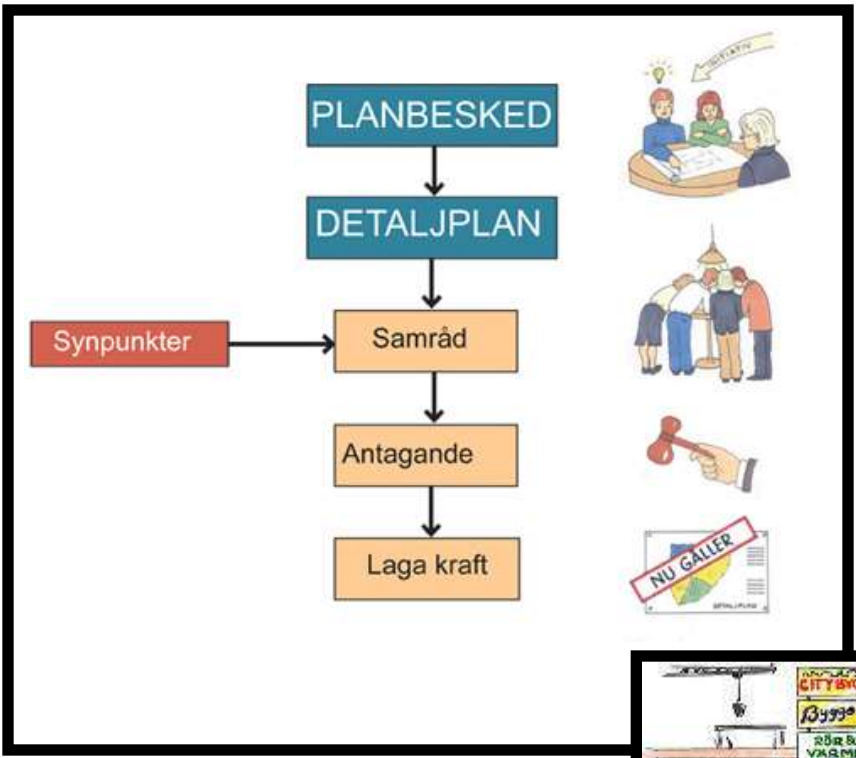 INITIATIV
PLANBESKED
DETALJPLAN
Synpunkter
Samråd
Antagande
Laga kraft
NU GÄLLER
DETALJPLAN